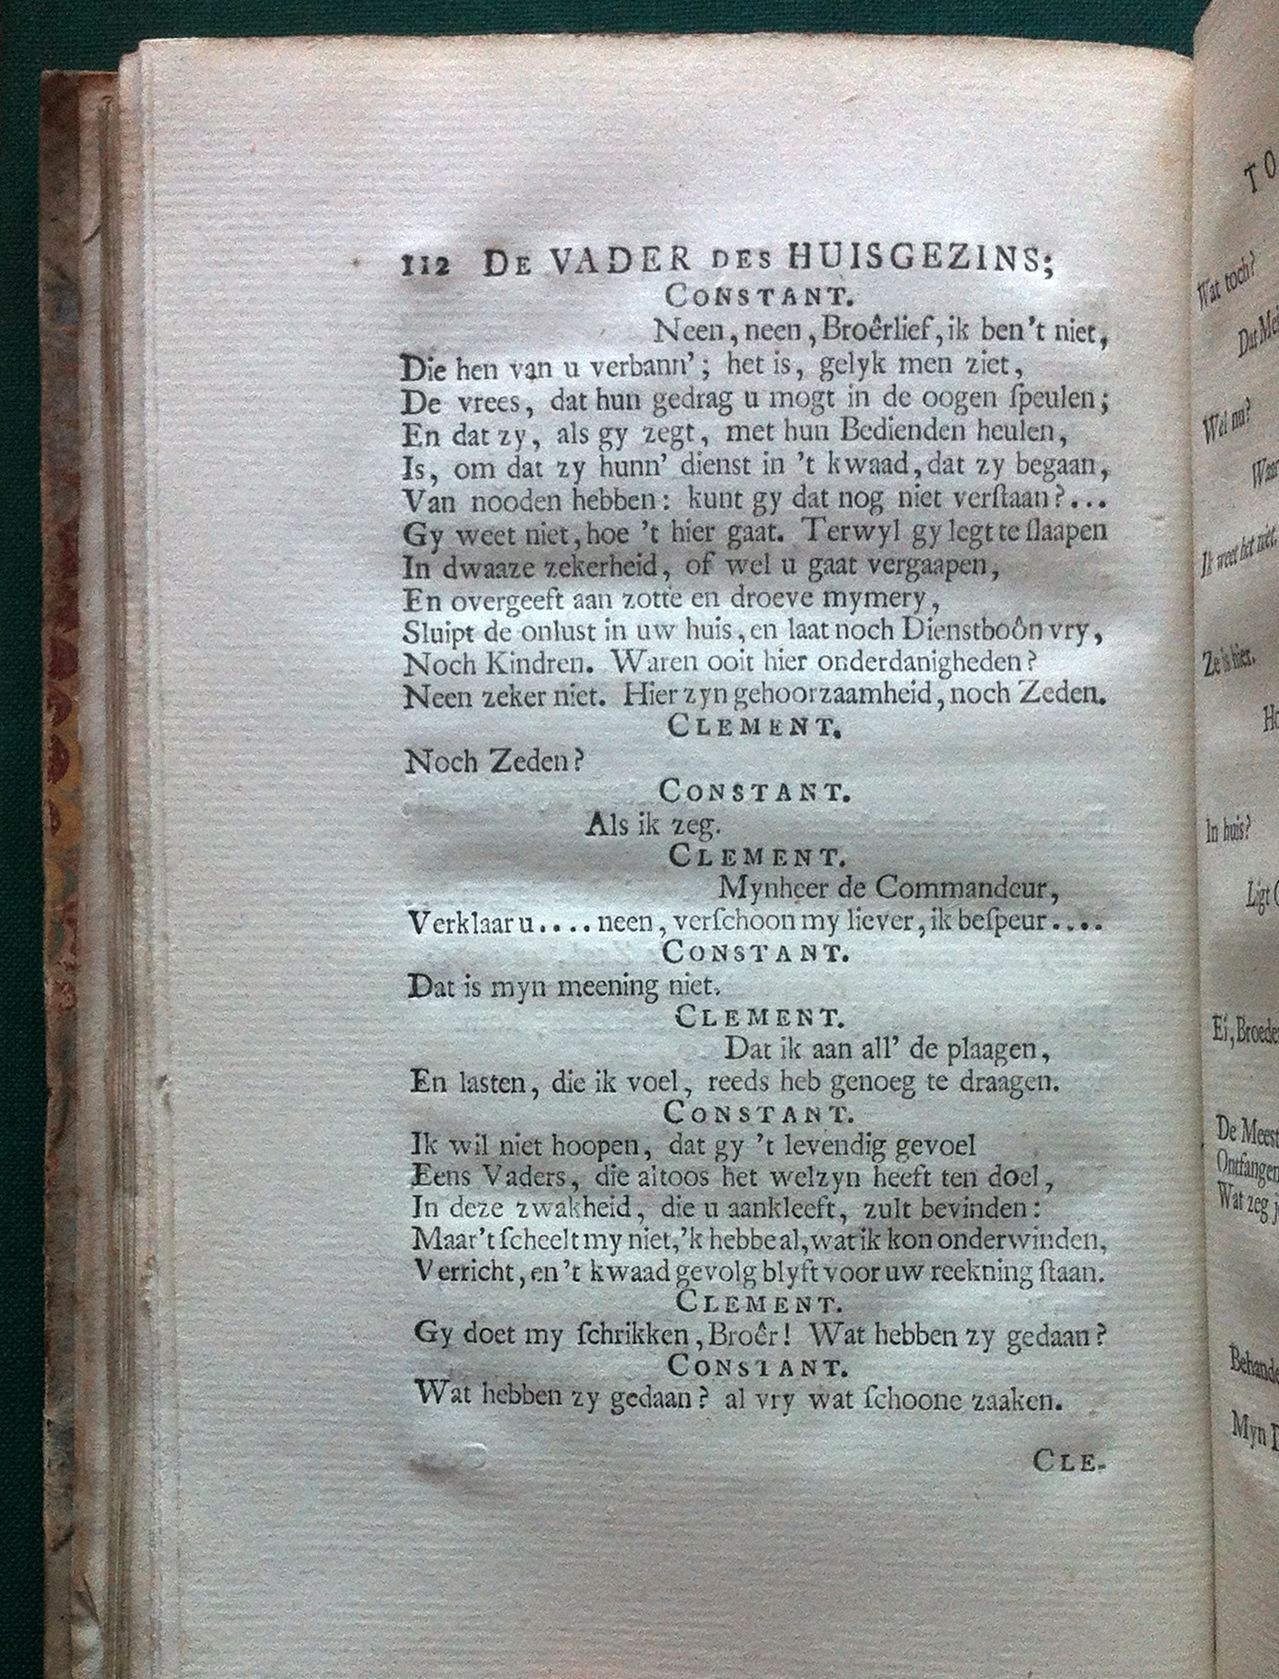 112 DE VADER DES HUISGEZINS;
CONSTANT.
Neen, neen, Broêrlief, ik ben't niet,
Die hen van u verbann'; het is, gelyk men ziet,
De vrees, dat hun gedrag u mogt in de oogen ſpeulen;
En dat zy, als gy zegt, met hun Bedienden heulen,
Is, om dat zy hunn' dienst in 't kwaad, dat zy begaan,
Van nooden hebben: kunt gy dat nog niet verſtaan?...
Gy weet niet, hoe 't hier gaat. Terwyl gy legt te ſlaapen
In dwaaze zekerheid, of wel u gaat vergaapen,
En overgeeft aan zotte en droeve mymery,
Sluipt de onlust in uw huis, en laat noch Dienstboôn vry,
Noch Kindren. Waren ooit hier onderdanigheden?
Neen zeker niet. Hier zyn gehoorzaamheid, noch Zeden.
CLEMENT.
Noch Zeden?
CONSTANT.
Als ik zeg.
CLEMENT.
Mynheer de Commandeur,
Verklaar u.... neen, verſchoon my liever, ik beſpeur....
CONSTANT.
Dat is myn meening niet.
CLEMENT.
Dat ik aan all' de plaagen,
En lasten, die ik voel, reeds heb genoeg te draagen.
CONSTANT.
Ik wil niet hoopen, dat gy 't levendig gevoel
Eens Vaders, die altoos het welzyn heeft ten doel,
In deze zwakheid, die u aankleeft, zult bevinden:
Maar 't ſcheelt my niet, 'k hebbe al, wat ik kon onderwinden,
Verricht, en 't kwaad gevolg blyft voor uw reekning ſtaan.
CLEMENT.
Gy doet my ſchrikken, Broêr! Wat hebben zy gedaan?
CONSTANT.
Wat hebben zy gedaan? al vry wat ſchoone zaaken.
CLE-
TO
Wat toch?
Wel nu?
Ik weet het niet.
Ze is hier.
In huis?
Ligt
Ei, Broede
De Meest
Ontfangen
Wat zeg
Behande
Myn